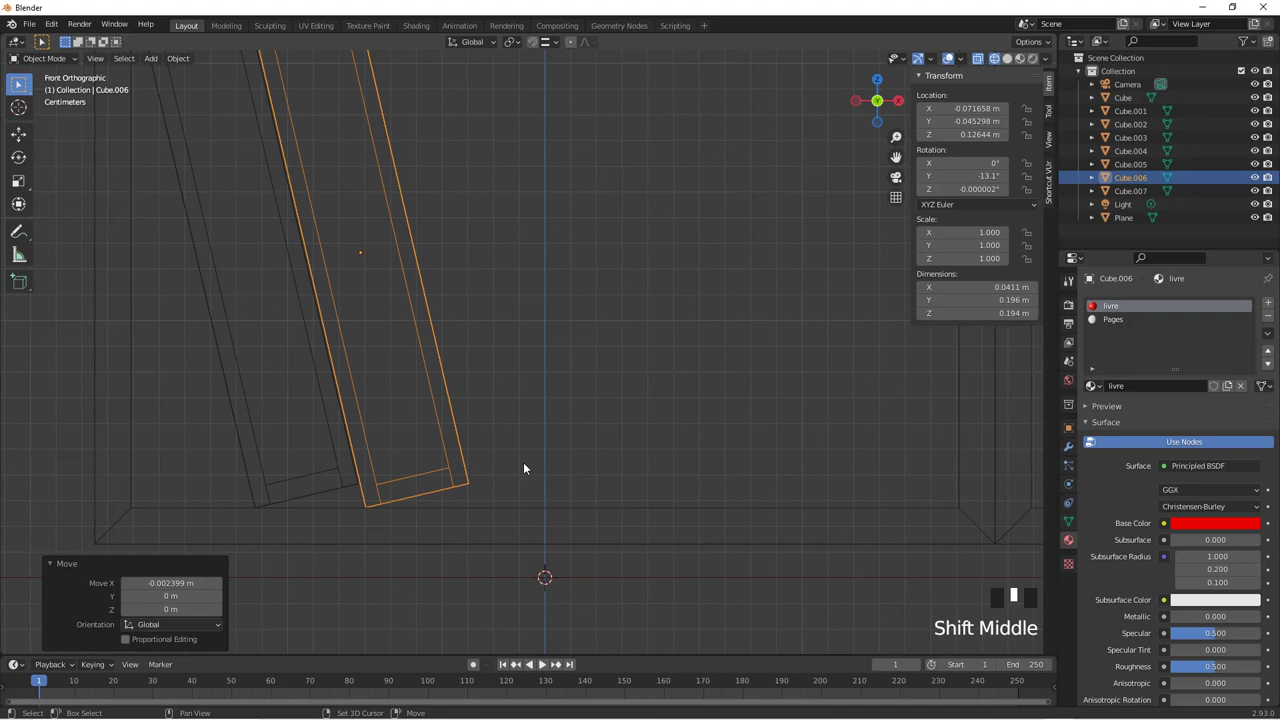 Blender
File Edit Render Window Help Layout Modeling Sculpting UV Editing Texture Paint Shading Animation Rendering Compositing Geometry Nodes Scripting + Scene View Layer
Global Options
Object Mode View Select Add Object
Front Orthographic
(1) Collection | Cube.006
Centimeters
Z
Y
X
Transform
Location:
X -0.071658 m
Y -0.045298 m
Z 0.12644 m
Rotation:
X 0°
Y -13.1°
Z -0.000002°
XYZ Euler
Scale:
X 1.000
Y 1.000
Z 1.000
Dimensions:
X 0.0411 m
Y 0.196 m
Z 0.194 m
Item
Tool
View
Shortcut VUr
Scene Collection
Collection
Camera
Cube
Cube.001
Cube.002
Cube.003
Cube.004
Cube.005
Cube.006
Cube.007
Light
Plane
Cube.006 > livre
livre
Pages
livre
Preview
Surface
Use Nodes
Surface Principled BSDF
GGX
Christensen-Burley
Base Color
Subsurface 0.000
Subsurface Radius 1.000
0.200
0.100
Subsurface Color
Metallic 0.000
Specular 0.500
Specular Tint 0.000
Roughness 0.500
Anisotropic 0.000
Anisotropic Rotation 0.000
Move
Move X -0.002399 m
Y 0 m
Z 0 m
Orientation Global
Proportional Editing
Shift Middle
Playback Keying View Marker 1 Start 1 End 250
1 10 20 30 40 50 60 70 80 90 100 110 120 130 140 150 160 170 180 190 200 210 220 230 240 250
Select Box Select Pan View Set 3D Cursor Move 2.93.0